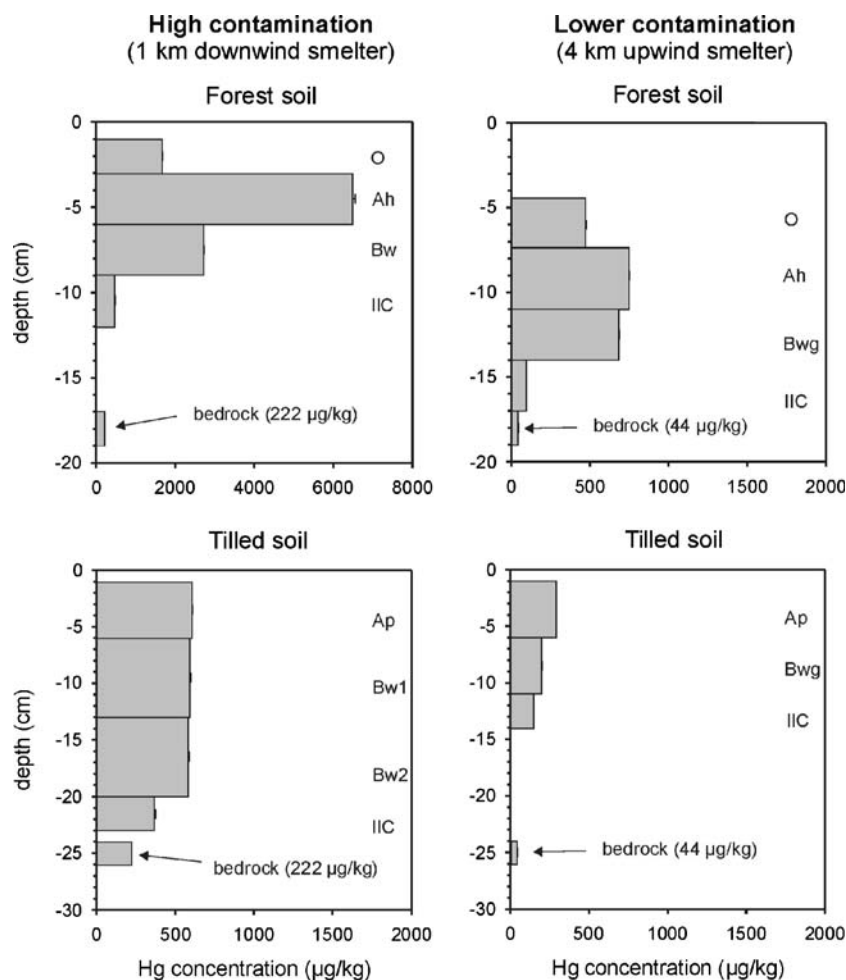 High contamination
(1 km downwind smelter)
Lower contamination
(4 km upwind smelter)
Forest soil
0
-5
-10
-15
-20
depth (cm)
O
Ah
Bw
IIC
bedrock (222 µg/kg)
0 2000 4000 6000 8000
Forest soil
0
-5
-10
-15
-20
O
Ah
Bwg
IIC
bedrock (44 µg/kg)
0 500 1000 1500 2000
Tilled soil
0
-5
-10
-15
-20
-25
-30
depth (cm)
Ap
Bw1
Bw2
IIC
bedrock (222 µg/kg)
0 500 1000 1500 2000
Hg concentration (µg/kg)
Tilled soil
0
-5
-10
-15
-20
-25
-30
Ap
Bwg
IIC
bedrock (44 µg/kg)
0 500 1000 1500 2000
Hg concentration (µg/kg)